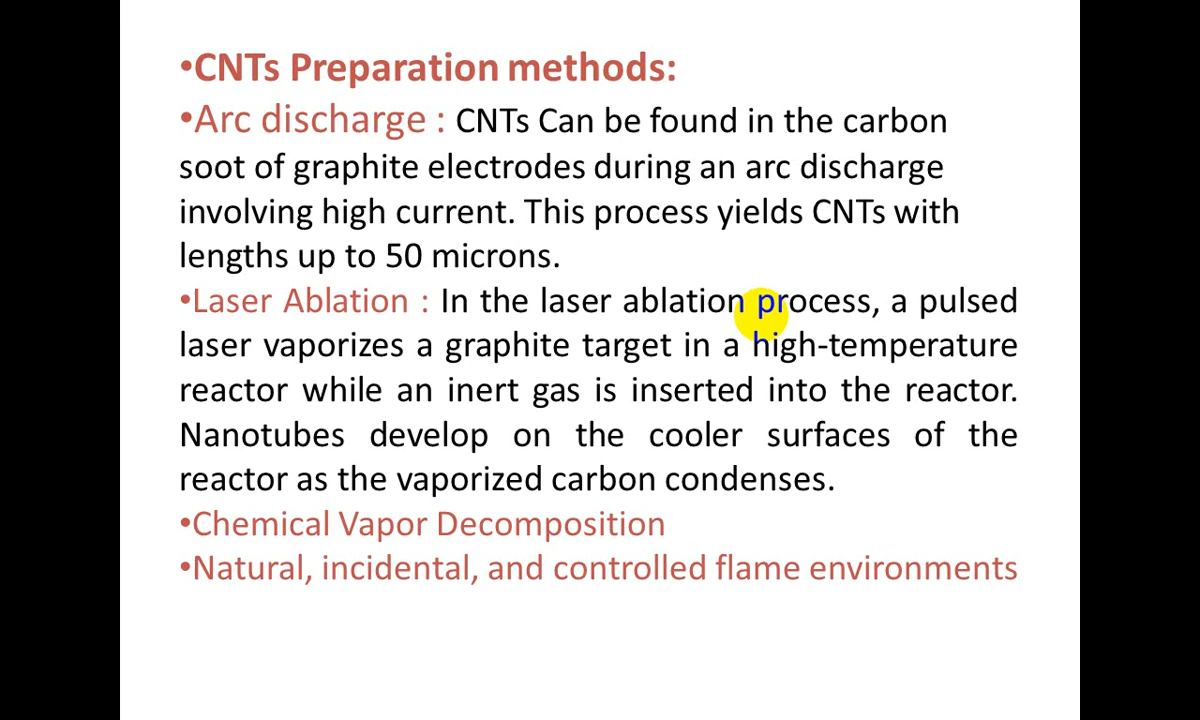 •CNTs Preparation methods:
•Arc discharge : CNTs Can be found in the carbon
soot of graphite electrodes during an arc discharge
involving high current. This process yields CNTs with
lengths up to 50 microns.
•Laser Ablation : In the laser ablation process, a pulsed
laser vaporizes a graphite target in a high-temperature
reactor while an inert gas is inserted into the reactor.
Nanotubes develop on the cooler surfaces of the
reactor as the vaporized carbon condenses.
•Chemical Vapor Decomposition
•Natural, incidental, and controlled flame environments